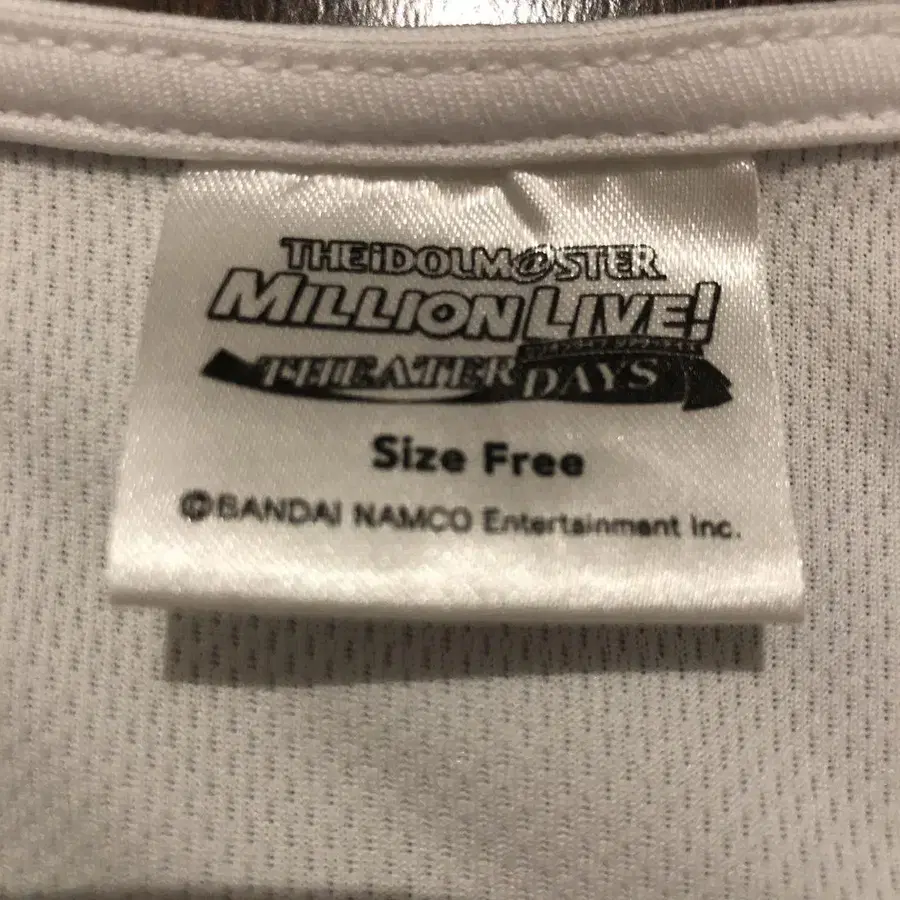 THE iDOLM@STER
MILLION LIVE!
THEATER DAYS
Size Free
©BANDAI NAMCO Entertainment Inc.